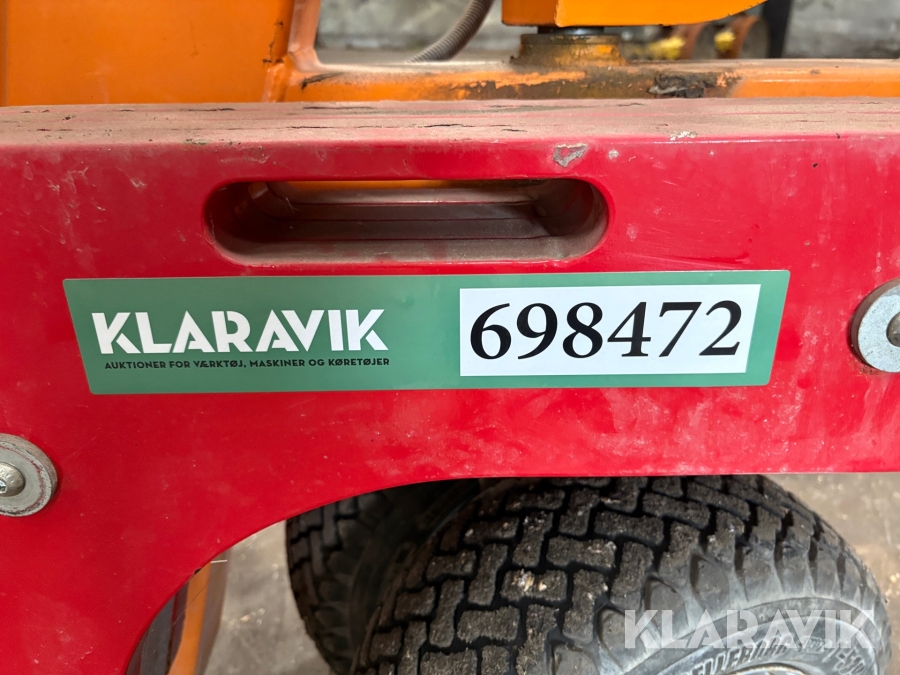 KLARAVIK
AUKTIONER FOR VÆRKTØJ, MASKINER OG KØRETØJER
698472
KLARAVIK